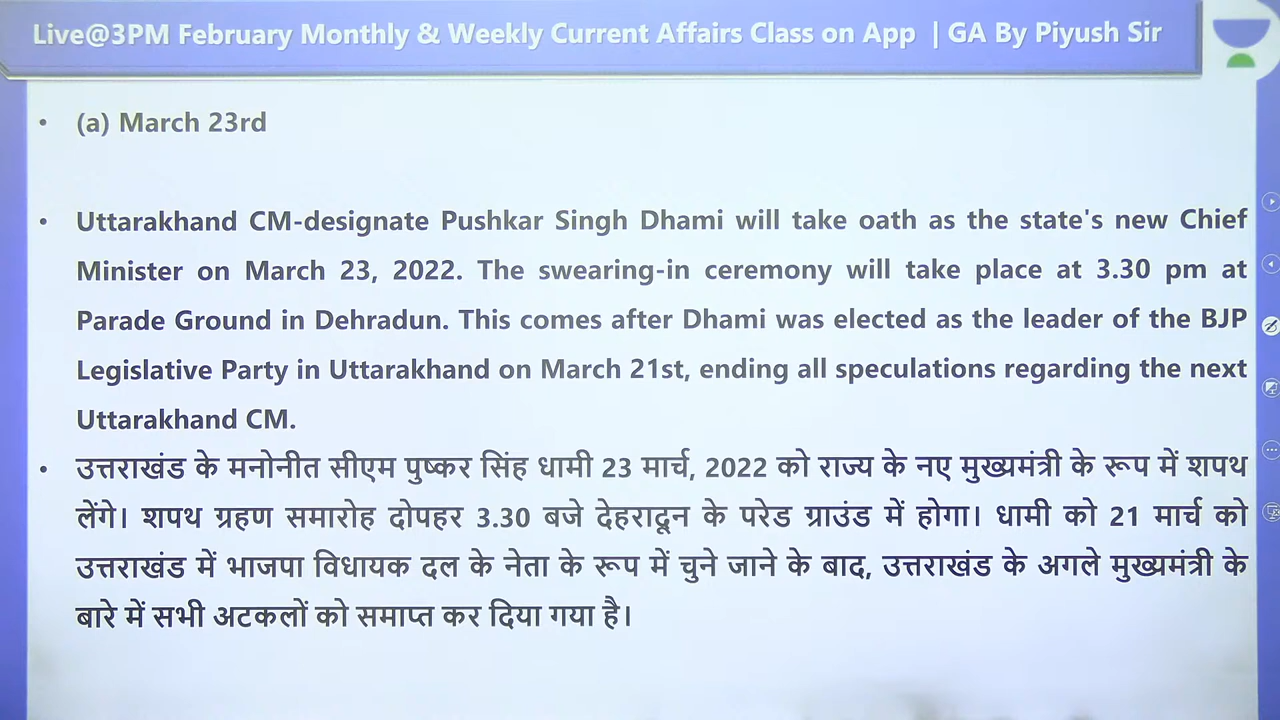 Live@3PM February Monthly & Weekly Current Affairs Class on App | GA By Piyush Sir
• (a) March 23rd
• Uttarakhand CM-designate Pushkar Singh Dhami will take oath as the state's new Chief
Minister on March 23, 2022. The swearing-in ceremony will take place at 3.30 pm at
Parade Ground in Dehradun. This comes after Dhami was elected as the leader of the BJP
Legislative Party in Uttarakhand on March 21st, ending all speculations regarding the next
Uttarakhand CM.
• उत्तराखंड के मनोनीत सीएम पुष्कर सिंह धामी 23 मार्च, 2022 को राज्य के नए मुख्यमंत्री के रूप में शपथ
लेंगे। शपथ ग्रहण समारोह दोपहर 3.30 बजे देहरादून के परेड ग्राउंड में होगा। धामी को 21 मार्च को
उत्तराखंड में भाजपा विधायक दल के नेता के रूप में चुने जाने के बाद, उत्तराखंड के अगले मुख्यमंत्री के
बारे में सभी अटकलों को समाप्त कर दिया गया है।